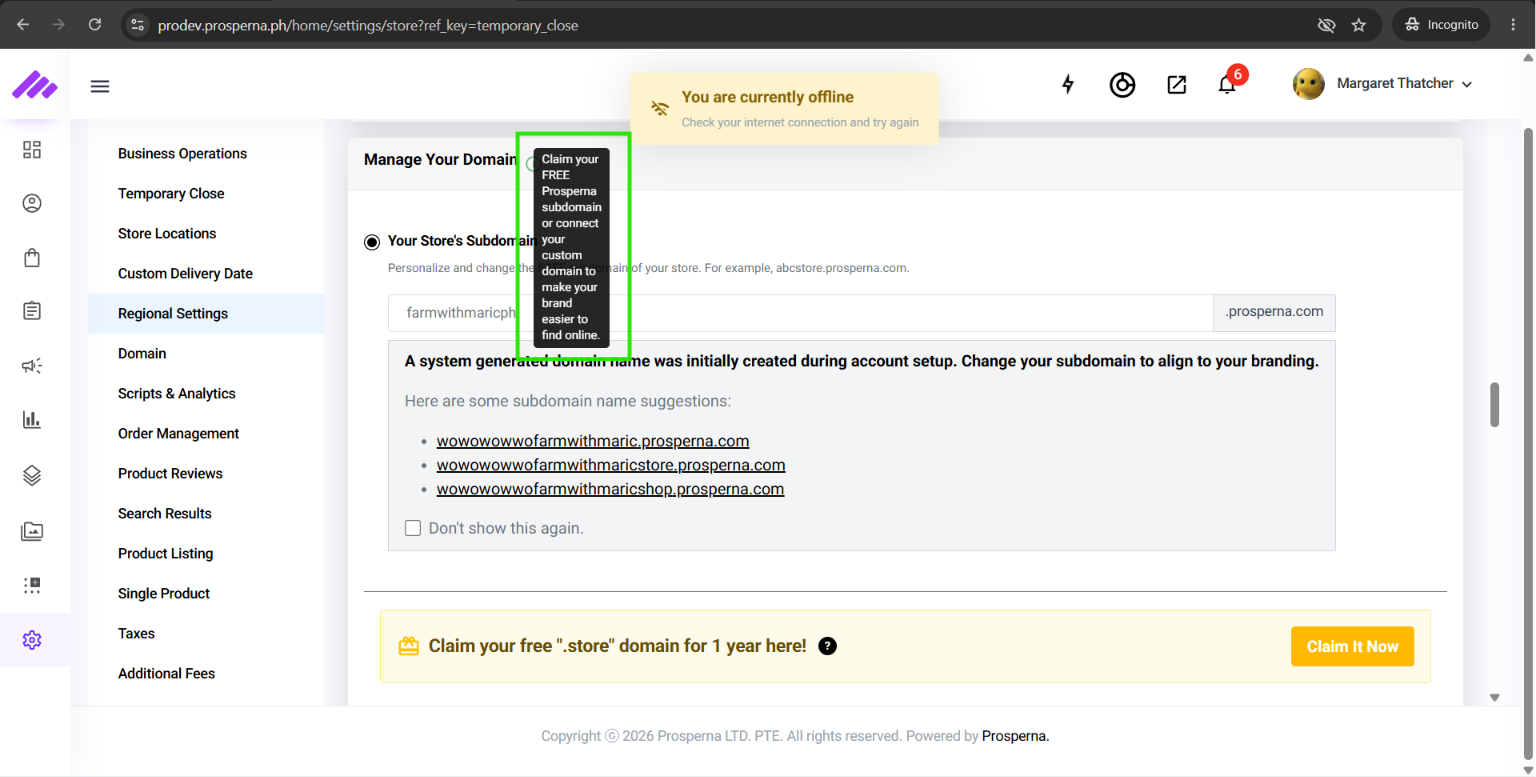 prodev.prosperna.ph/home/settings/store?ref_key=temporary_close
Incognito
You are currently offline
Check your internet connection and try again
6
Margaret Thatcher
Business Operations
Temporary Close
Store Locations
Custom Delivery Date
Regional Settings
Domain
Scripts & Analytics
Order Management
Product Reviews
Search Results
Product Listing
Single Product
Taxes
Additional Fees
Manage Your Domain
Claim your
FREE
Prosperna
subdomain
or connect
your
custom
domain to
make your
brand
easier to
find online.
Your Store's Subdomain
Personalize and change the subdomain of your store. For example, abcstore.prosperna.com.
farmwithmaricph
.prosperna.com
A system generated domain name was initially created during account setup. Change your subdomain to align to your branding.
Here are some subdomain name suggestions:
• wowowowwofarmwithmaric.prosperna.com
• wowowowwofarmwithmaricstore.prosperna.com
• wowowowwofarmwithmaricshop.prosperna.com
Don't show this again.
Claim your free ".store" domain for 1 year here! ?
Claim It Now
Copyright © 2026 Prosperna LTD. PTE. All rights reserved. Powered by Prosperna.